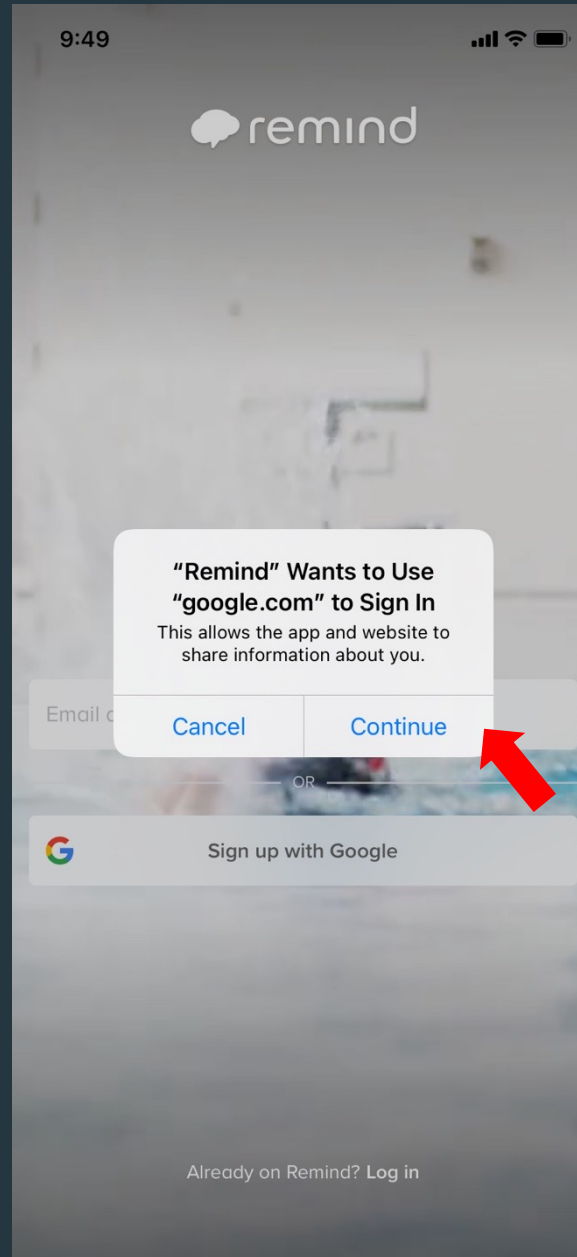 9:49
remind
“Remind” Wants to Use
“google.com” to Sign In
This allows the app and website to
share information about you.
Email
Cancel
Continue
OR
Sign up with Google
Already on Remind? Log in